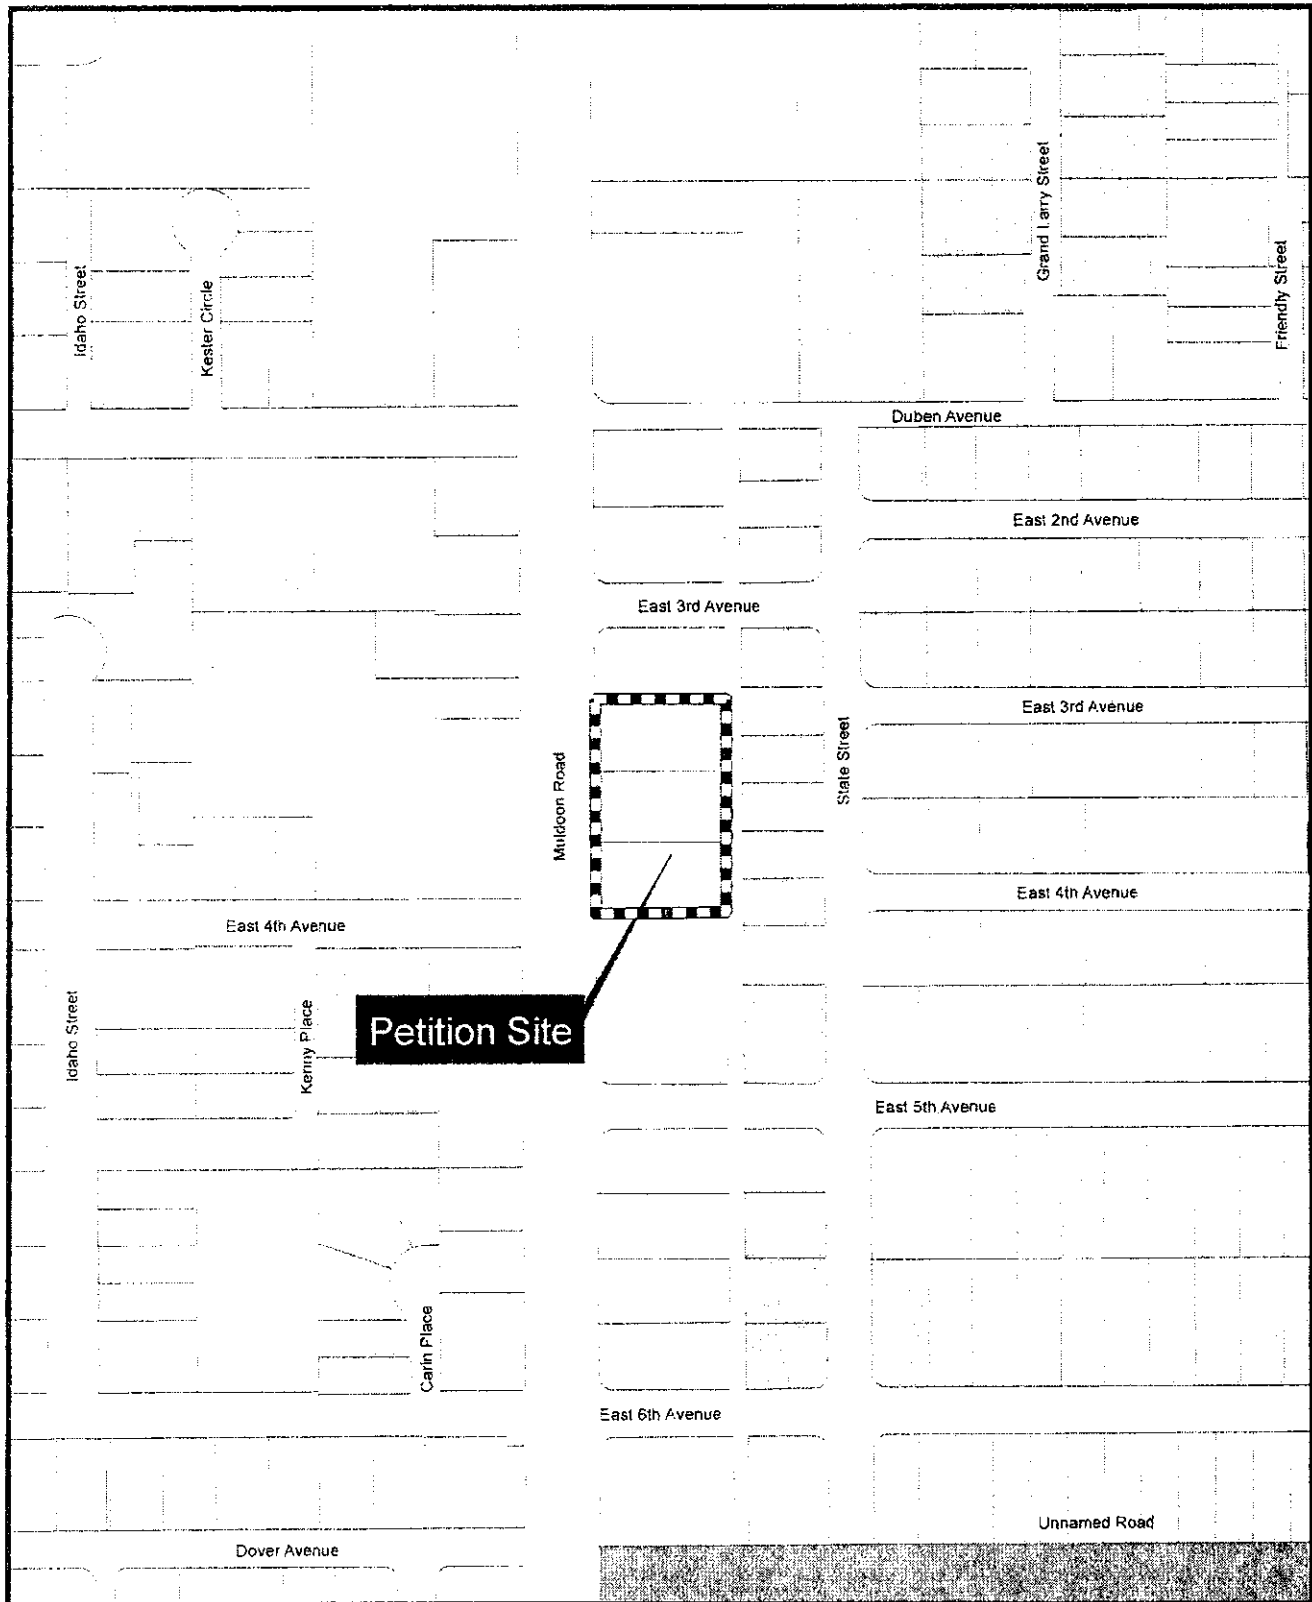 Grand Larry Street
Idaho Street
Kester Circle
Friendly Street
Duben Avenue
East 2nd Avenue
East 3rd Avenue
East 3rd Avenue
Muldoon Road
State Street
East 4th Avenue
East 4th Avenue
Idaho Street
Kenny Place
Petition Site
East 5th Avenue
Carin Place
East 6th Avenue
Unnamed Road
Dover Avenue